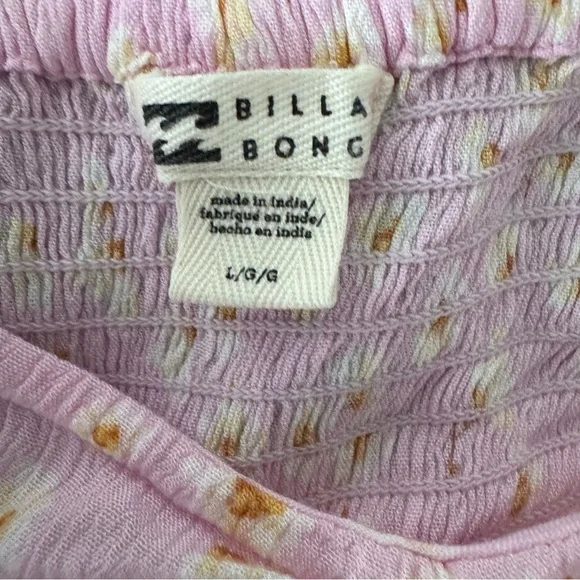 BILLA
BONG
made in india/
fabriqué en inde/
hecho en india
L/G/G